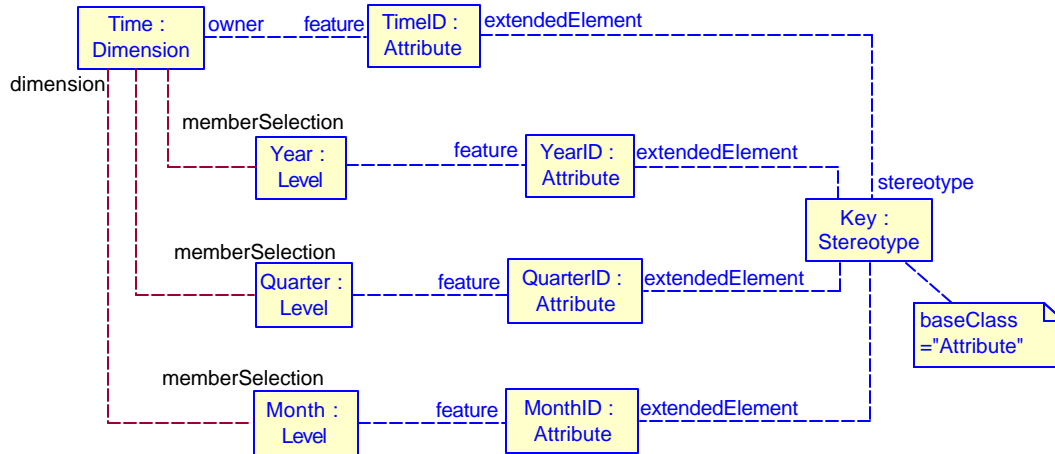 Time :
Dimension
owner
feature
TimeID :
Attribute
extendedElement
dimension
memberSelection
Year :
Level
feature
YearID :
Attribute
extendedElement
stereotype
Key :
Stereotype
memberSelection
Quarter :
Level
feature
QuarterID :
Attribute
extendedElement
baseClass
="Attribute"
memberSelection
Month :
Level
feature
MonthID :
Attribute
extendedElement